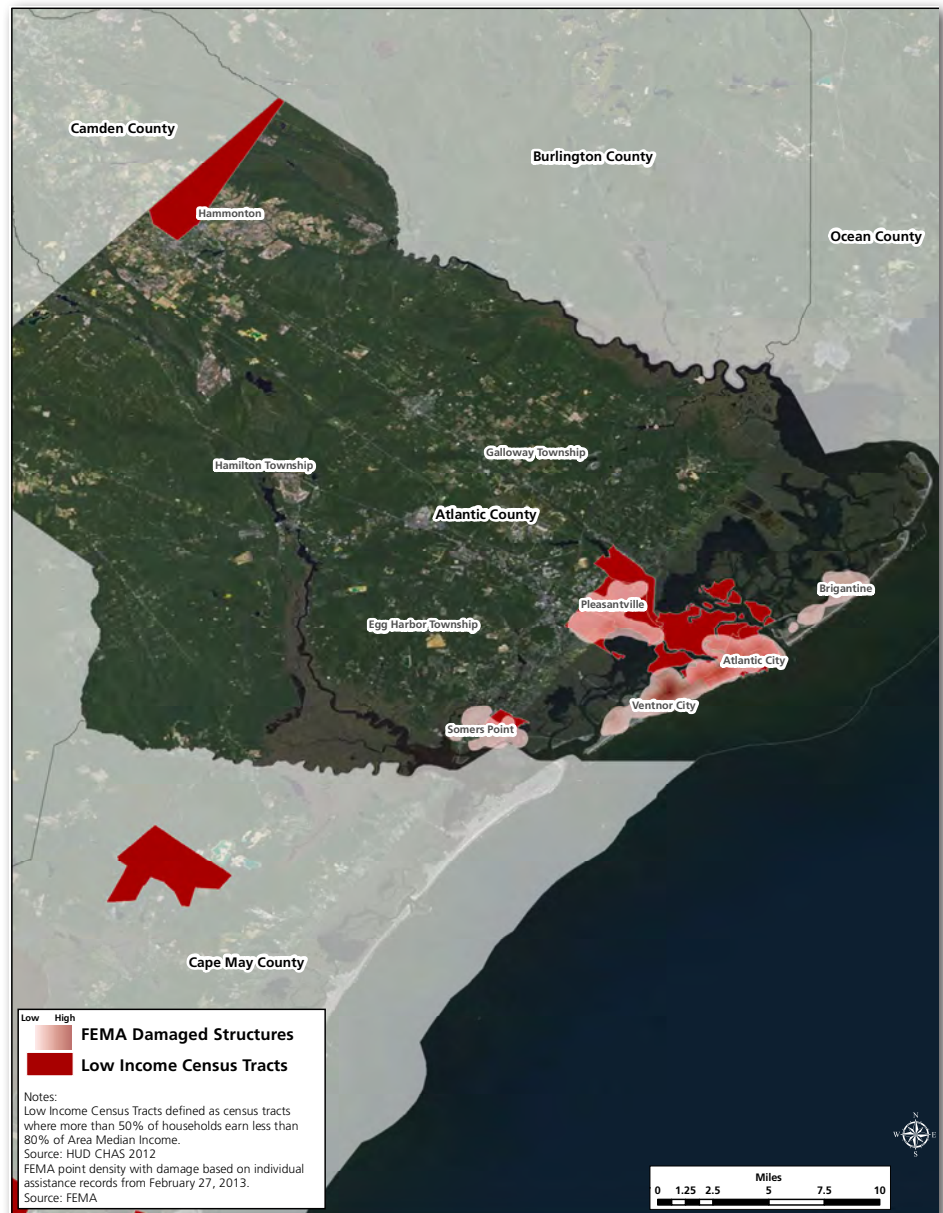 Camden County
Burlington County
Hammonton
Ocean County
Galloway Township
Hamilton Township
Atlantic County
Brigantine
Pleasantville
Egg Harbor Township
Atlantic City
Ventnor City
Somers Point
Cape May County
Low High
FEMA Damaged Structures
Low Income Census Tracts
Notes:
Low Income Census Tracts defined as census tracts
where more than 50% of households earn less than
80% of Area Median Income.
Source: HUD CHAS 2012
FEMA point density with damage based on individual
assistance records from February 27, 2013.
Source: FEMA
N
W E
S
Miles
0 1.25 2.5 5 7.5 10